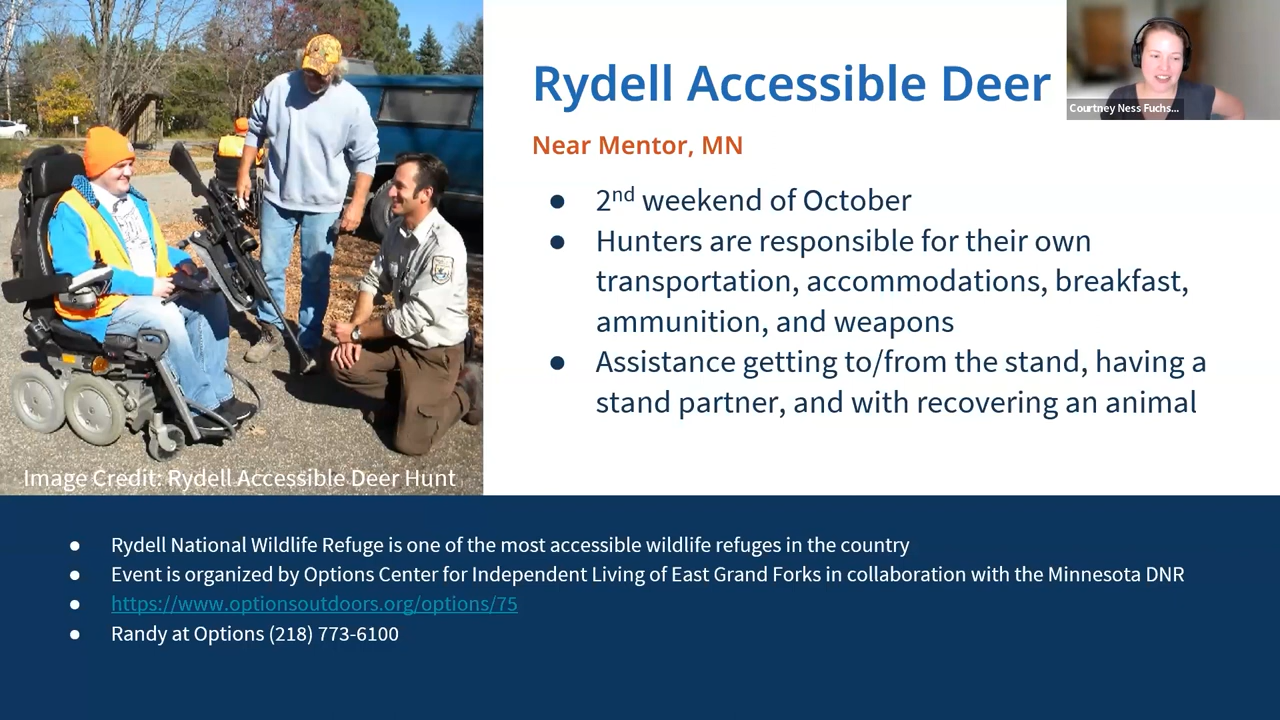 Rydell Accessible Deer
Courtney Ness Fuchs...
Near Mentor, MN
● 2nd weekend of October
● Hunters are responsible for their own
transportation, accommodations, breakfast,
ammunition, and weapons
● Assistance getting to/from the stand, having a
stand partner, and with recovering an animal
Image Credit: Rydell Accessible Deer Hunt
● Rydell National Wildlife Refuge is one of the most accessible wildlife refuges in the country
● Event is organized by Options Center for Independent Living of East Grand Forks in collaboration with the Minnesota DNR
● https://www.optionsoutdoors.org/options/75
● Randy at Options (218) 773-6100